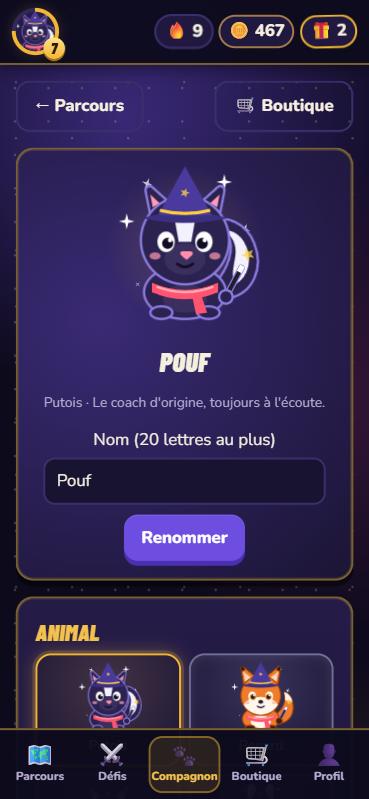 7
9
467
2
← Parcours
Boutique
POUF
Putois · Le coach d'origine, toujours à l'écoute.
Nom (20 lettres au plus)
Pouf
Renommer
ANIMAL
Parcours
Défis
Compagnon
Boutique
Profil